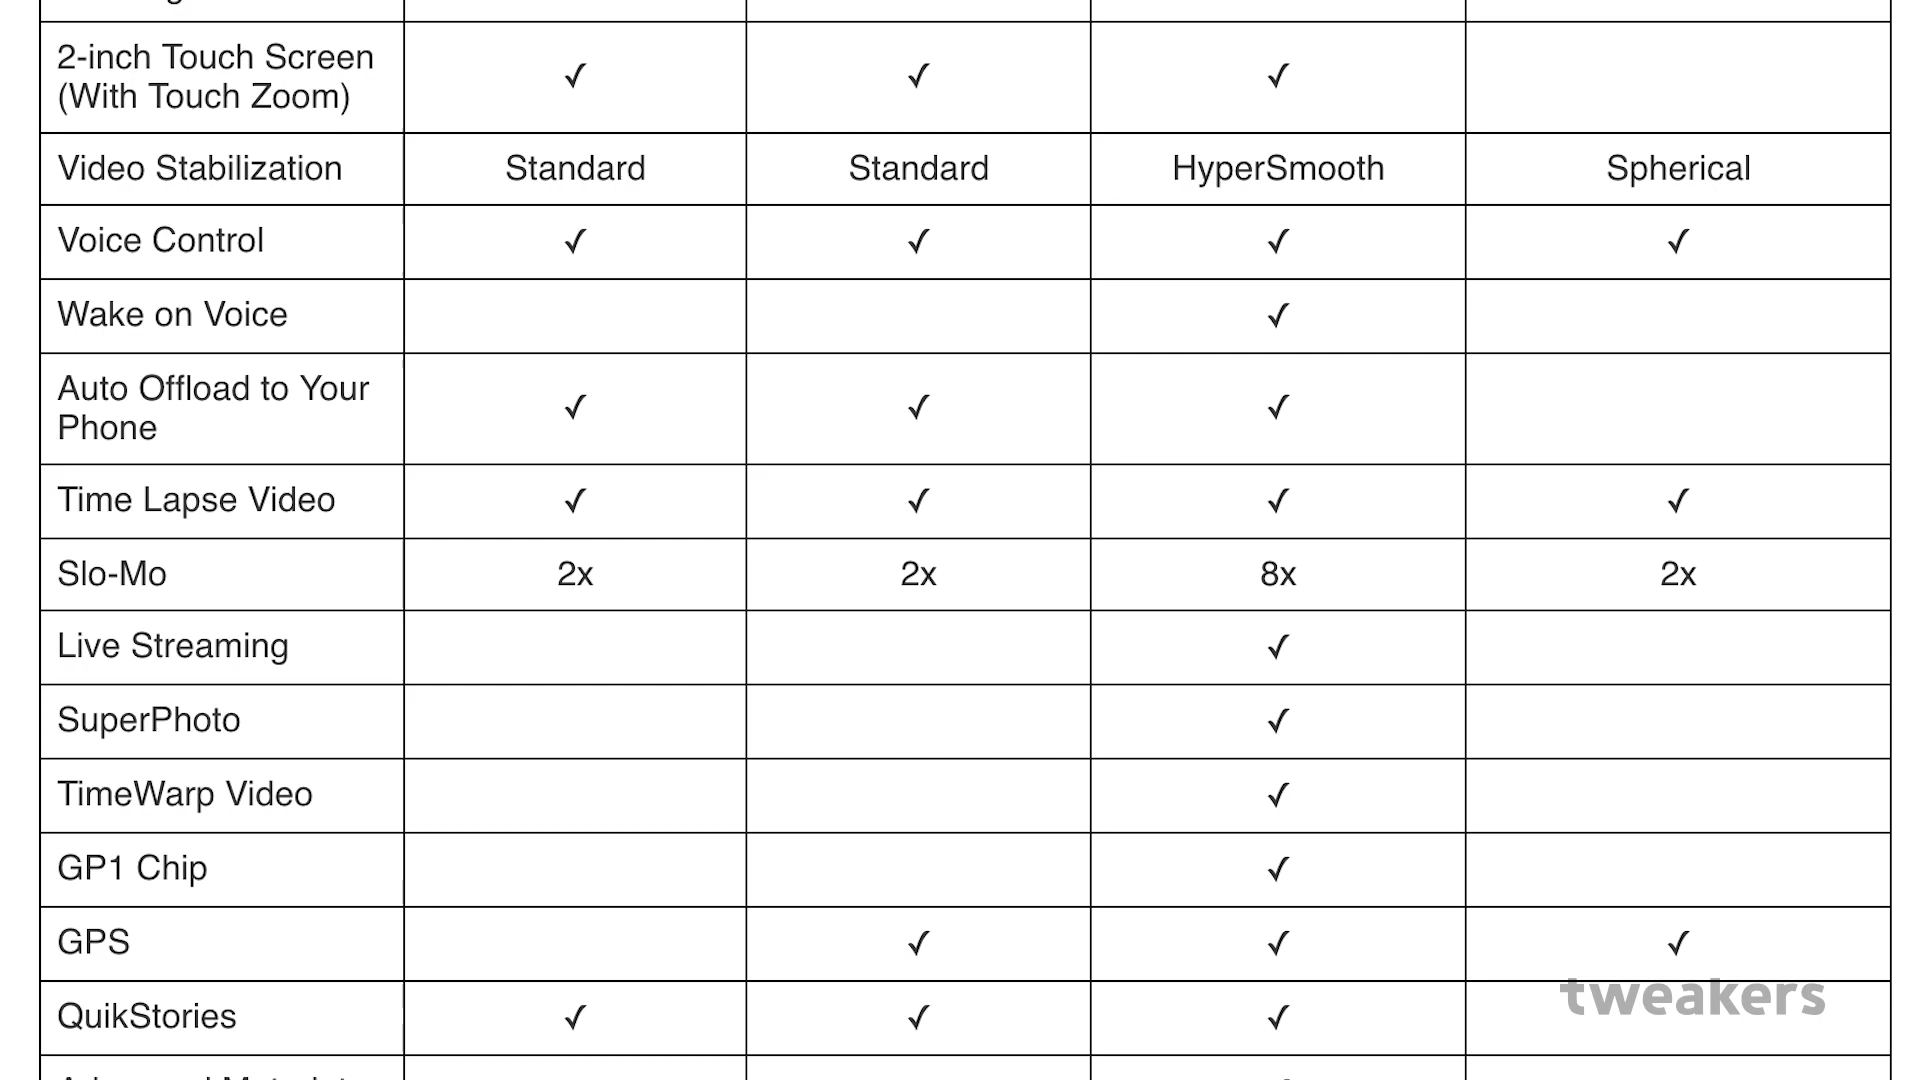 2-inch Touch Screen
(With Touch Zoom) ✓ ✓ ✓
Video Stabilization Standard Standard HyperSmooth Spherical
Voice Control ✓ ✓ ✓ ✓
Wake on Voice ✓
Auto Offload to Your
Phone ✓ ✓ ✓
Time Lapse Video ✓ ✓ ✓ ✓
Slo-Mo 2x 2x 8x 2x
Live Streaming ✓
SuperPhoto ✓
TimeWarp Video ✓
GP1 Chip ✓
GPS ✓ ✓ ✓
QuikStories ✓ ✓ ✓
tweakers